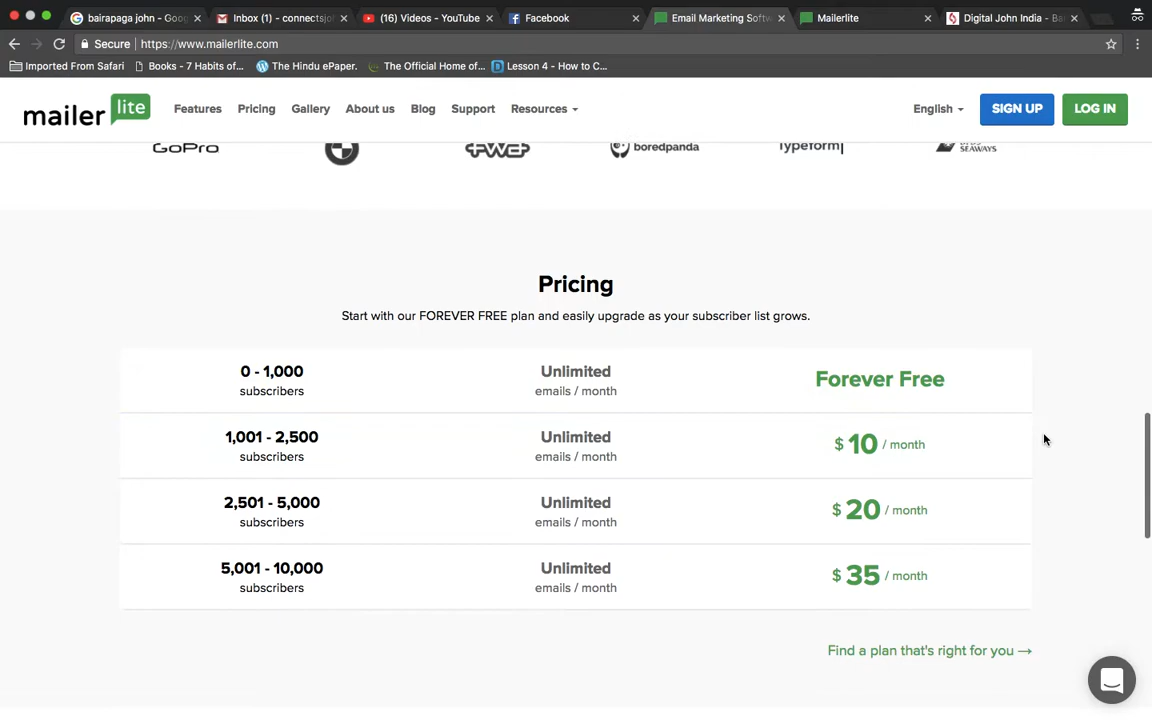 bairapaga john - Goo
Inbox (1) - connectsjo
(16) Videos - YouTube
Facebook
Email Marketing Softw
Mailerlite
Digital John India - Ba
Secure
https://www.mailerlite.com
Imported From Safari
Books - 7 Habits of...
The Hindu ePaper.
The Official Home of...
Lesson 4 - How to C...
mailer lite
Features
Pricing
Gallery
About us
Blog
Support
Resources
English
SIGN UP
LOG IN
GoPro
boredpanda
Typeform
SEAWAYS
Pricing
Start with our FOREVER FREE plan and easily upgrade as your subscriber list grows.
0 - 1,000
subscribers
Unlimited
emails / month
Forever Free
1,001 - 2,500
subscribers
Unlimited
emails / month
$ 10 / month
2,501 - 5,000
subscribers
Unlimited
emails / month
$ 20 / month
5,001 - 10,000
subscribers
Unlimited
emails / month
$ 35 / month
Find a plan that's right for you →